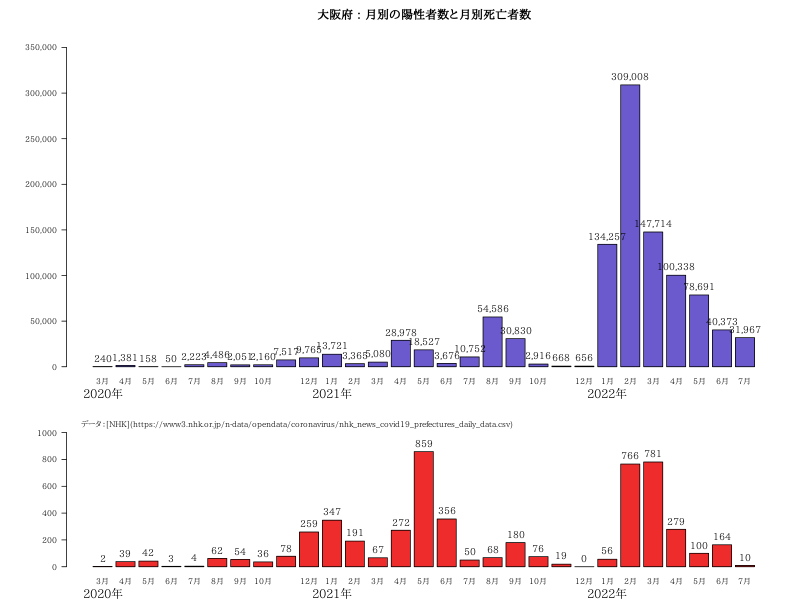 大阪府 : 月別の陽性者数と月別死亡者数
350,000
300,000
250,000
200,000
150,000
100,000
50,000
0
240 1,381 158 50 2,223 4,486 2,051 2,160 7,517 9,765 13,721 3,365 5,080 28,978 18,527 3,676 10,752 54,586 30,830 2,916 668 656 134,257 309,008 147,714 100,338 78,691 40,373 31,967
3月 4月 5月 6月 7月 8月 9月 10月 12月 1月 2月 3月 4月 5月 6月 7月 8月 9月 10月 12月 1月 2月 3月 4月 5月 6月 7月
2020年 2021年 2022年
データ:[NHK](https://www3.nhk.or.jp/n-data/opendata/coronavirus/nhk_news_covid19_prefectures_daily_data.csv)
1000
800
600
400
200
0
2 39 42 3 4 62 54 36 78 259 347 191 67 272 859 356 50 68 180 76 19 0 56 766 781 279 100 164 10
3月 4月 5月 6月 7月 8月 9月 10月 12月 1月 2月 3月 4月 5月 6月 7月 8月 9月 10月 12月 1月 2月 3月 4月 5月 6月 7月
2020年 2021年 2022年